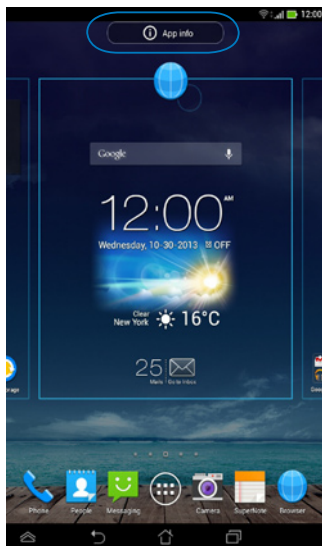 12:00
App info
Google
12:00 AM
Wednesday, 10-30-2013 OFF
Clear
New York 16°C
25
Mails Go to Inbox
Phone People Messaging Camera SuperNote Browser